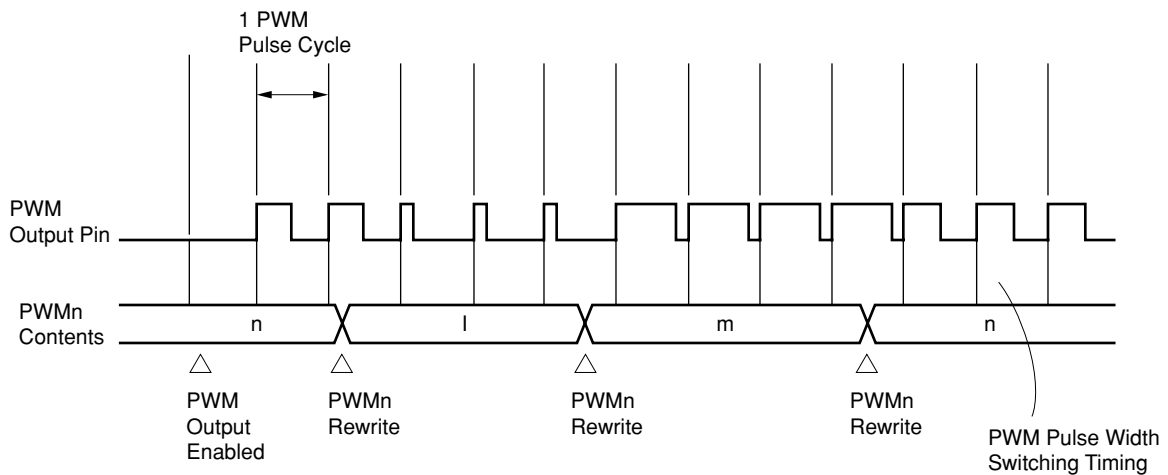 1 PWM
Pulse Cycle
PWM
Output Pin
PWMn
Contents
n
l
m
n
PWM
Output
Enabled
PWMn
Rewrite
PWMn
Rewrite
PWMn
Rewrite
PWM Pulse Width
Switching Timing